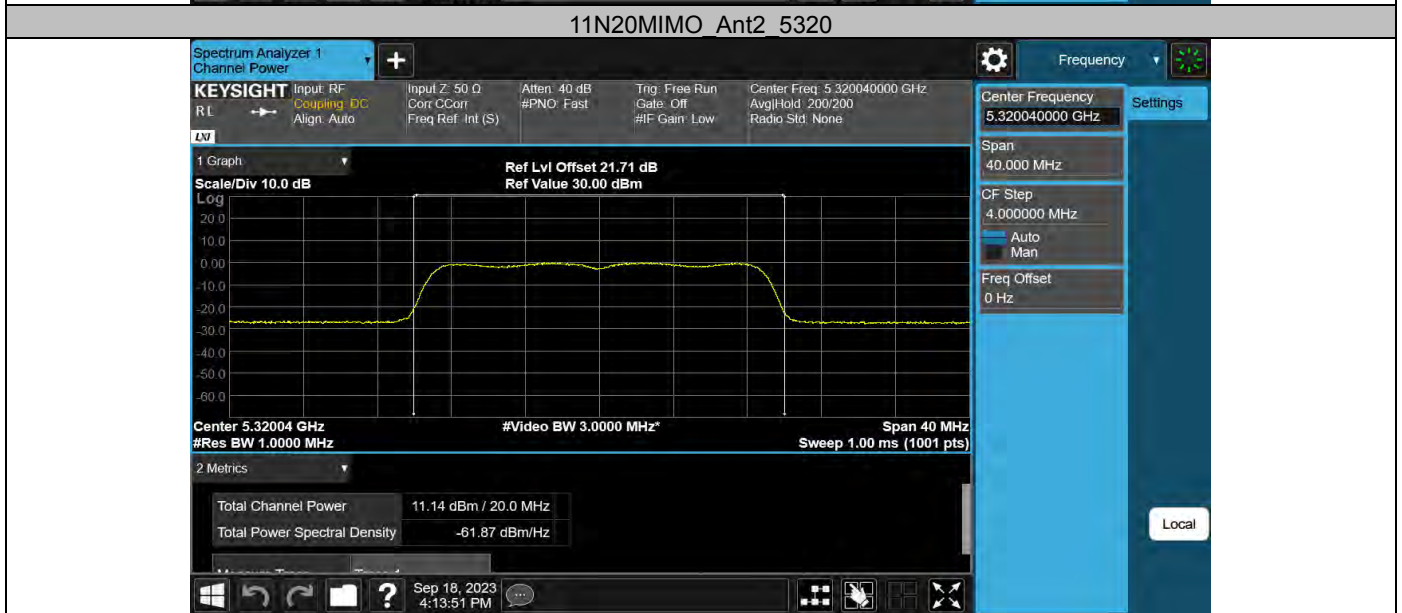 11N20MIMO_Ant2_5320
Spectrum Analyzer 1
Channel Power
+
Frequency
KEYSIGHT
RL
LXI
Input: RF
Coupling: DC
Align: Auto
Input Z: 50 Ω
Corr CCorr
Freq Ref: Int (S)
Atten: 40 dB
#PNO: Fast
Trig: Free Run
Gate: Off
#IF Gain: Low
Center Freq: 5.320040000 GHz
Avg|Hold: 200/200
Radio Std: None
Center Frequency
5.320040000 GHz
Settings
Span
40.000 MHz
CF Step
4.000000 MHz
Auto
Man
Freq Offset
0 Hz
1 Graph
Scale/Div 10.0 dB
Ref Lvl Offset 21.71 dB
Ref Value 30.00 dBm
Log
20.0
10.0
0.00
-10.0
-20.0
-30.0
-40.0
-50.0
-60.0
Center 5.32004 GHz
#Video BW 3.0000 MHz*
Span 40 MHz
#Res BW 1.0000 MHz
Sweep 1.00 ms (1001 pts)
2 Metrics
Total Channel Power 11.14 dBm / 20.0 MHz
Total Power Spectral Density -61.87 dBm/Hz
Local
?
Sep 18, 2023
4:13:51 PM